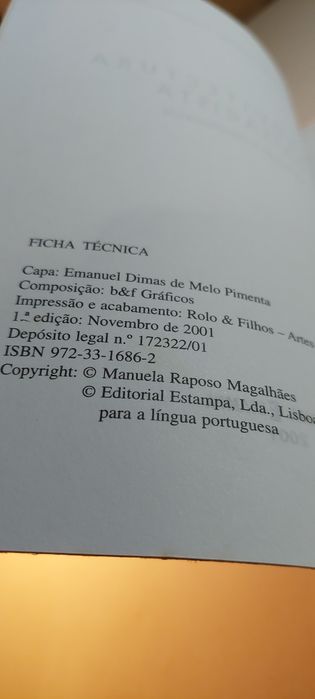 FICHA TÉCNICA
Capa: Emanuel Dimas de Melo Pimenta
Composição: b&f Gráficos
Impressão e acabamento: Rolo & Filhos – Artes
1.ª edição: Novembro de 2001
Depósito legal n.º 172322/01
ISBN 972-33-1686-2
Copyright: © Manuela Raposo Magalhães
© Editorial Estampa, Lda., Lisboa
para a língua portuguesa